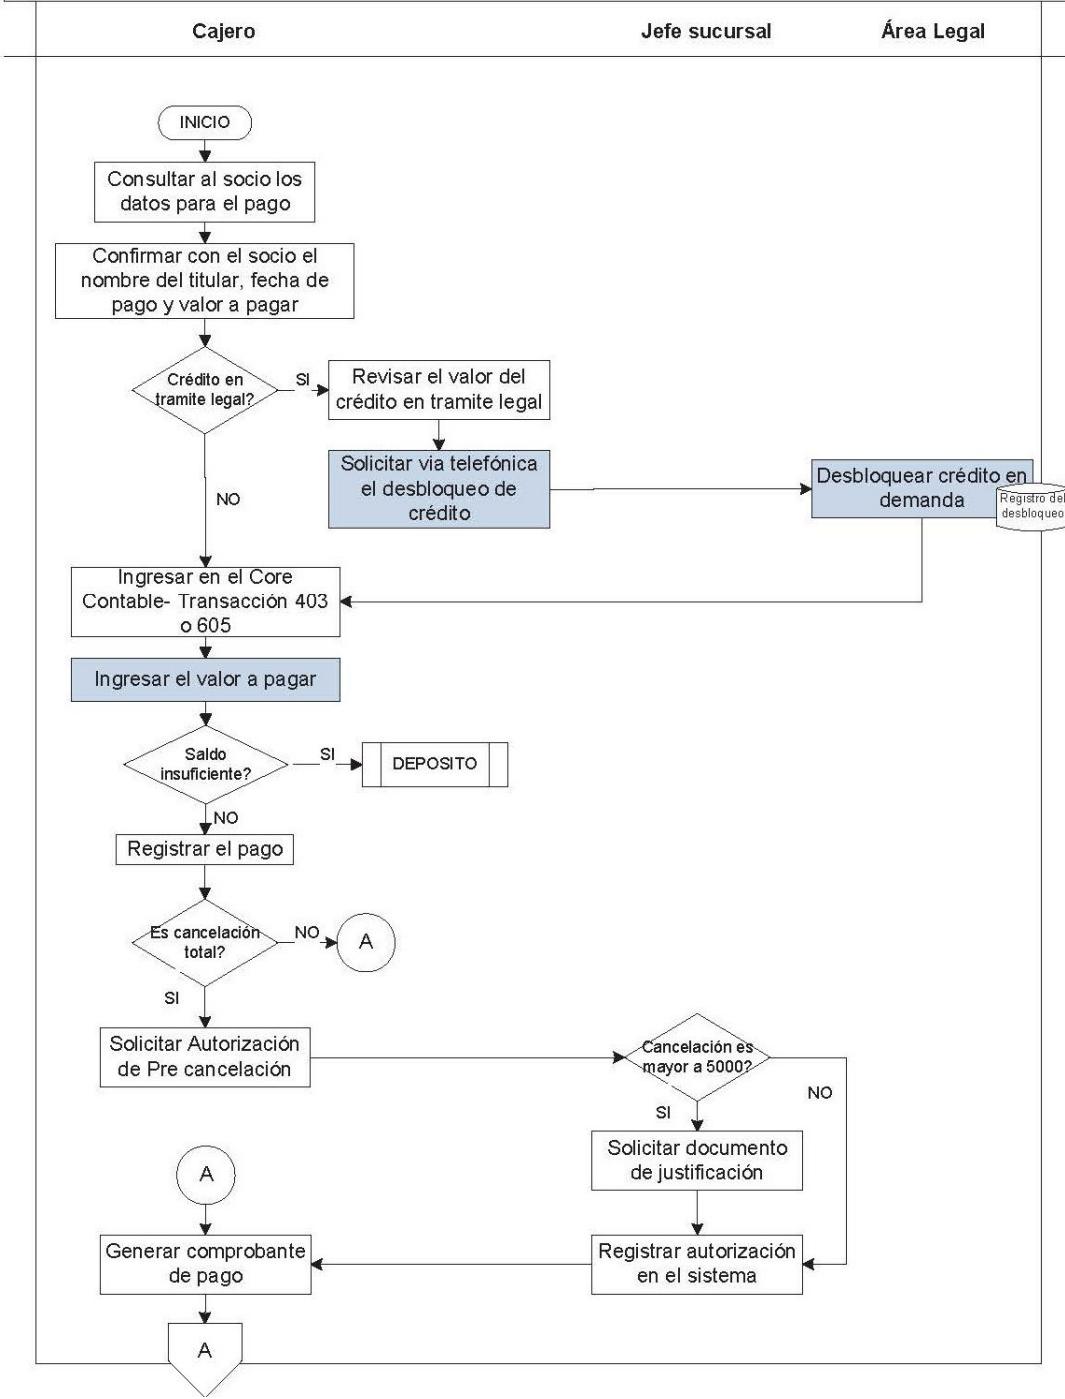 Cajero
Jefe sucursal
Área Legal
INICIO
Consultar al socio los
datos para el pago
Confirmar con el socio el
nombre del titular, fecha de
pago y valor a pagar
Crédito en
tramite legal?
SI
Revisar el valor del
crédito en tramite legal
Solicitar via telefónica
el desbloqueo de
crédito
Desbloquear crédito en
demanda
Registro del
desbloqueo
NO
Ingresar en el Core
Contable- Transacción 403
o 605
Ingresar el valor a pagar
Saldo
insuficiente?
SI
DEPOSITO
NO
Registrar el pago
Es cancelación
total?
NO
A
SI
Solicitar Autorización
de Pre cancelación
Cancelación es
mayor a 5000?
NO
SI
Solicitar documento
de justificación
A
Generar comprobante
de pago
Registrar autorización
en el sistema
A